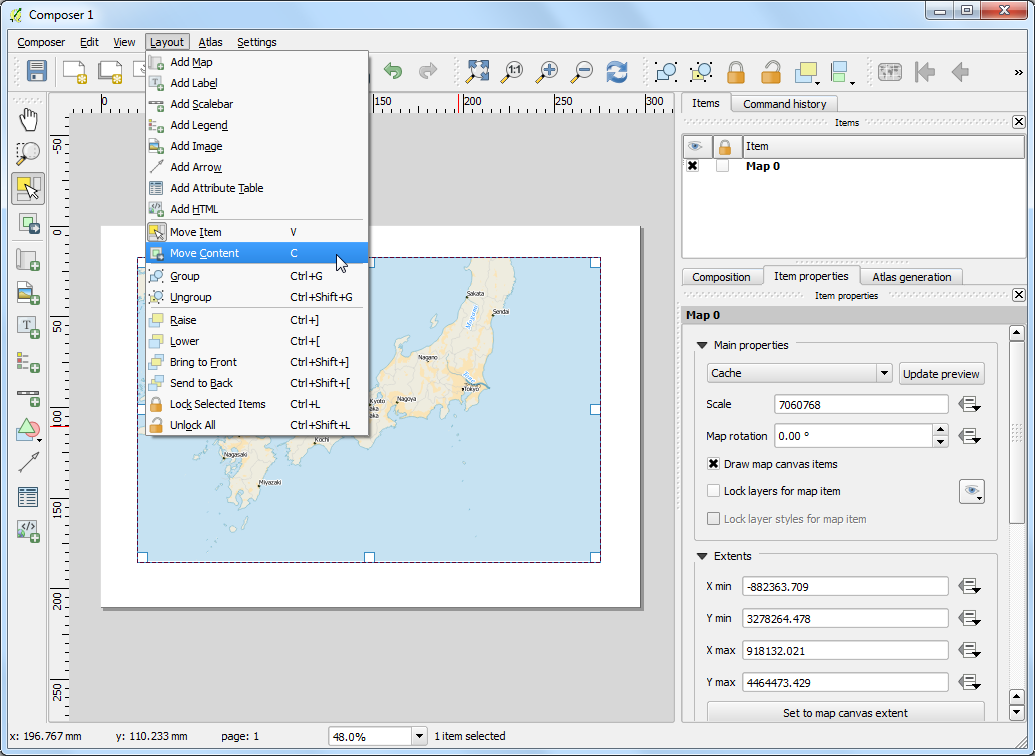 Composer 1
Composer Edit View Layout Atlas Settings
Add Map
Add Label
Add Scalebar
Add Legend
Add Image
Add Arrow
Add Attribute Table
Add HTML
Move Item V
Move Content C
Group Ctrl+G
Ungroup Ctrl+Shift+G
Raise Ctrl+]
Lower Ctrl+[
Bring to Front Ctrl+Shift+]
Send to Back Ctrl+Shift+[
Lock Selected Items Ctrl+L
Unlock All Ctrl+Shift+L
1:1
»
0 150 200 250 300
-50
0
50
100
150
200
250
Sakata
Sendai
Nagano
Tokyo
Kyoto
Nagoya
Kochi
Nagasaki
Miyazaki
Items Command history
Items
Item
Map 0
Composition Item properties Atlas generation
Item properties
Map 0
Main properties
Cache Update preview
Scale 7060768
Map rotation 0.00 °
Draw map canvas items
Lock layers for map item
Lock layer styles for map item
Extents
X min -882363.709
Y min 3278264.478
X max 918132.021
Y max 4464473.429
Set to map canvas extent
x: 196.767 mm y: 110.233 mm page: 1 48.0% 1 item selected